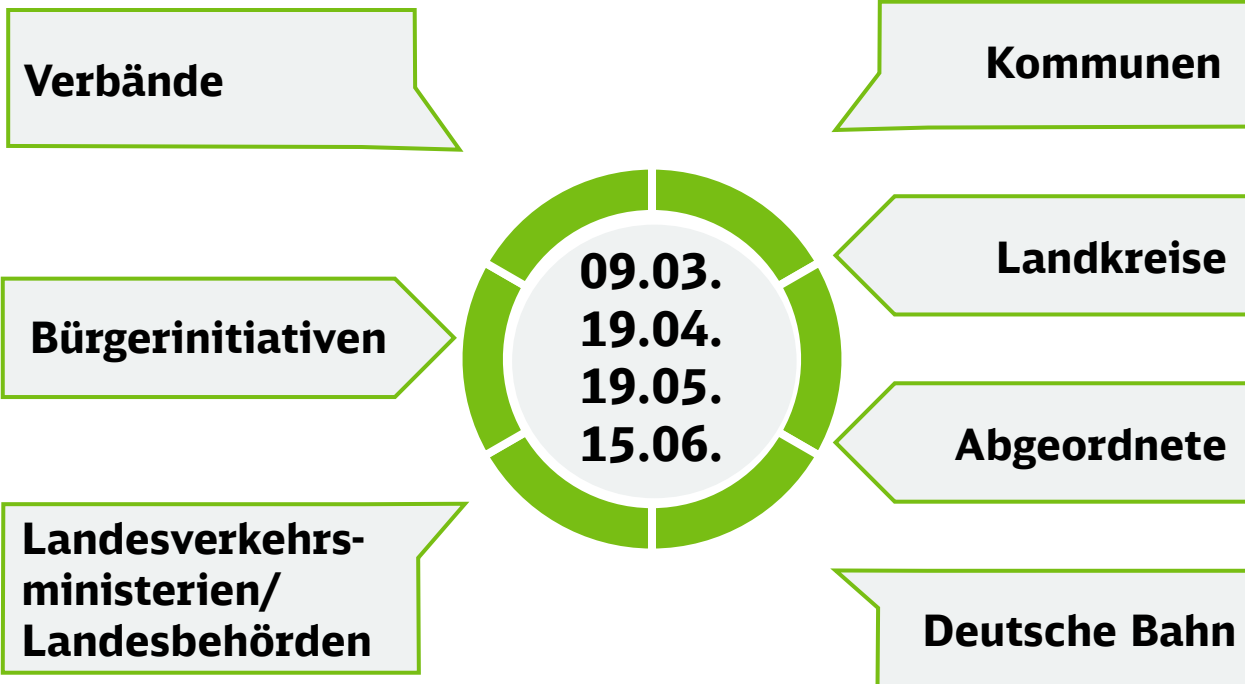 Verbände
Bürgerinitiativen
Landesverkehrs-
ministerien/
Landesbehörden
09.03.
19.04.
19.05.
15.06.
Kommunen
Landkreise
Abgeordnete
Deutsche Bahn